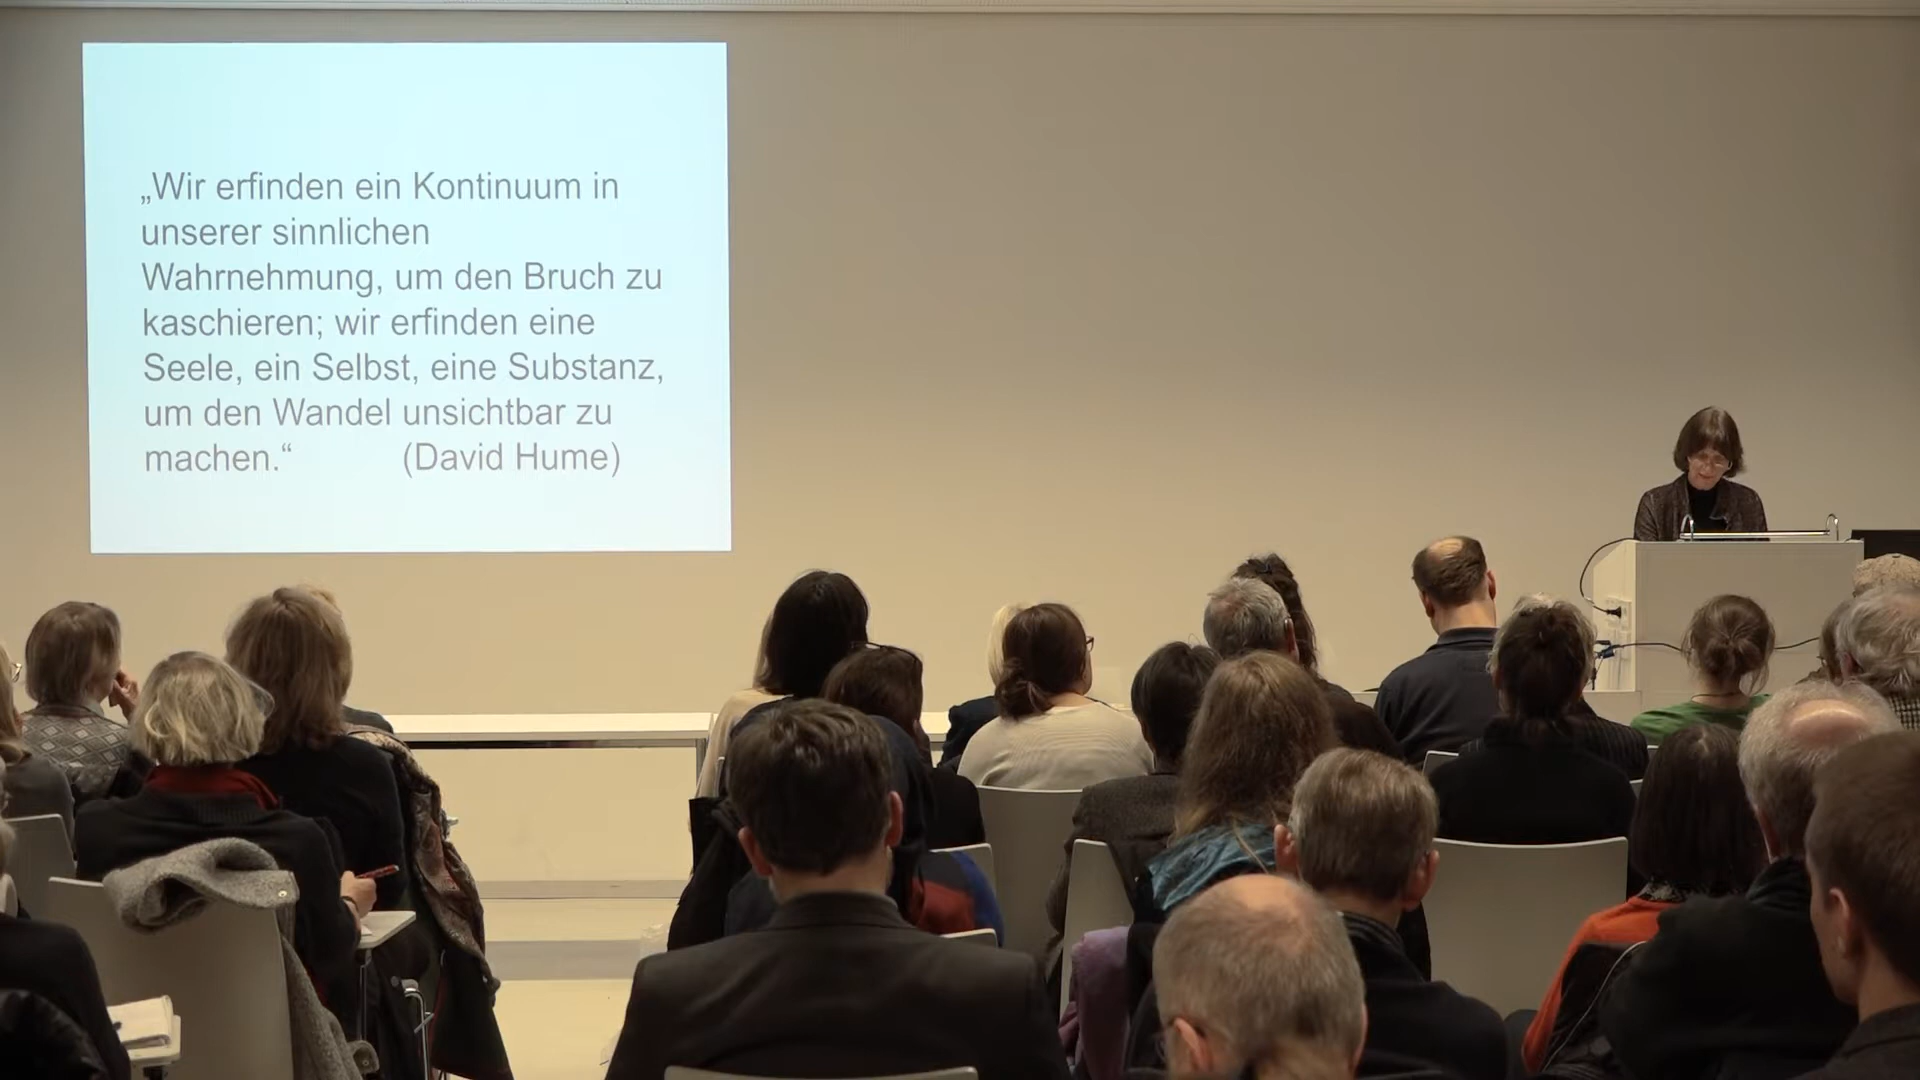 „Wir erfinden ein Kontinuum in
unserer sinnlichen
Wahrnehmung, um den Bruch zu
kaschieren; wir erfinden eine
Seele, ein Selbst, eine Substanz,
um den Wandel unsichtbar zu
machen.“ (David Hume)